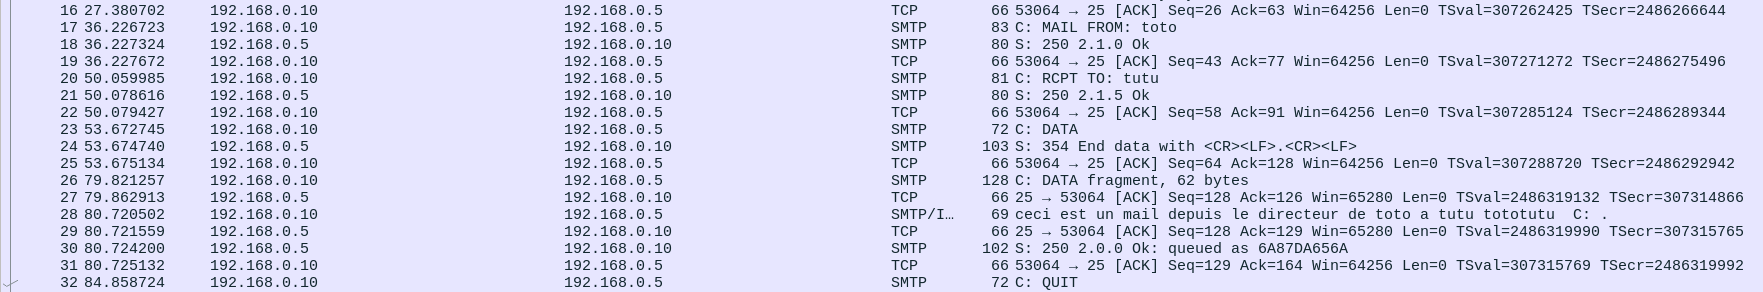 16 27.380702 192.168.0.10 192.168.0.5 TCP 66 53064 → 25 [ACK] Seq=26 Ack=63 Win=64256 Len=0 TSval=307262425 TSecr=2486266644
17 36.226723 192.168.0.10 192.168.0.5 SMTP 83 C: MAIL FROM: toto
18 36.227324 192.168.0.5 192.168.0.10 SMTP 80 S: 250 2.1.0 Ok
19 36.227672 192.168.0.10 192.168.0.5 TCP 66 53064 → 25 [ACK] Seq=43 Ack=77 Win=64256 Len=0 TSval=307271272 TSecr=2486275496
20 50.059985 192.168.0.10 192.168.0.5 SMTP 81 C: RCPT TO: tutu
21 50.078616 192.168.0.5 192.168.0.10 SMTP 80 S: 250 2.1.5 Ok
22 50.079427 192.168.0.10 192.168.0.5 TCP 66 53064 → 25 [ACK] Seq=58 Ack=91 Win=64256 Len=0 TSval=307285124 TSecr=2486289344
23 53.672745 192.168.0.10 192.168.0.5 SMTP 72 C: DATA
24 53.674740 192.168.0.5 192.168.0.10 SMTP 103 S: 354 End data with <CR><LF>.<CR><LF>
25 53.675134 192.168.0.10 192.168.0.5 TCP 66 53064 → 25 [ACK] Seq=64 Ack=128 Win=64256 Len=0 TSval=307288720 TSecr=2486292942
26 79.821257 192.168.0.10 192.168.0.5 SMTP 128 C: DATA fragment, 62 bytes
27 79.862913 192.168.0.5 192.168.0.10 TCP 66 25 → 53064 [ACK] Seq=128 Ack=126 Win=65280 Len=0 TSval=2486319132 TSecr=307314866
28 80.720502 192.168.0.10 192.168.0.5 SMTP/I… 69 ceci est un mail depuis le directeur de toto a tutu tototutu  C: .
29 80.721559 192.168.0.5 192.168.0.10 TCP 66 25 → 53064 [ACK] Seq=128 Ack=129 Win=65280 Len=0 TSval=2486319990 TSecr=307315765
30 80.724200 192.168.0.5 192.168.0.10 SMTP 102 S: 250 2.0.0 Ok: queued as 6A87DA656A
31 80.725132 192.168.0.10 192.168.0.5 TCP 66 53064 → 25 [ACK] Seq=129 Ack=164 Win=64256 Len=0 TSval=307315769 TSecr=2486319992
32 84.858724 192.168.0.10 192.168.0.5 SMTP 72 C: QUIT